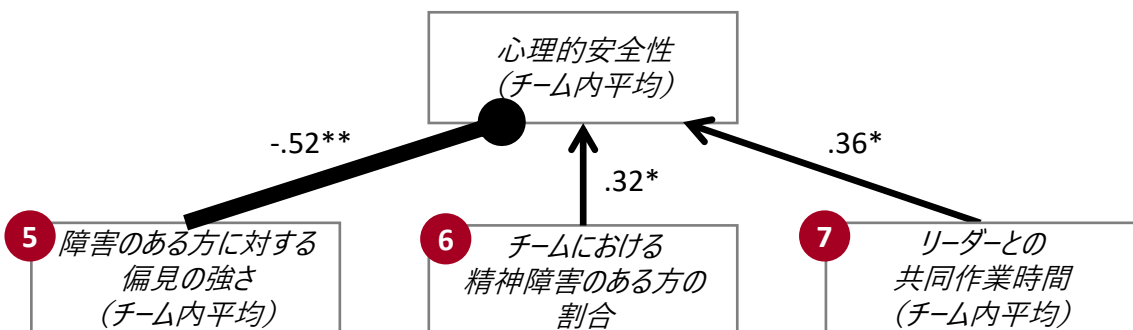 心理的安全性
(チーム内平均)
-.52**
.32*
.36*
5
障害のある方に対する
偏見の強さ
(チーム内平均)
6
チームにおける
精神障害のある方の
割合
7
リーダーとの
共同作業時間
(チーム内平均)